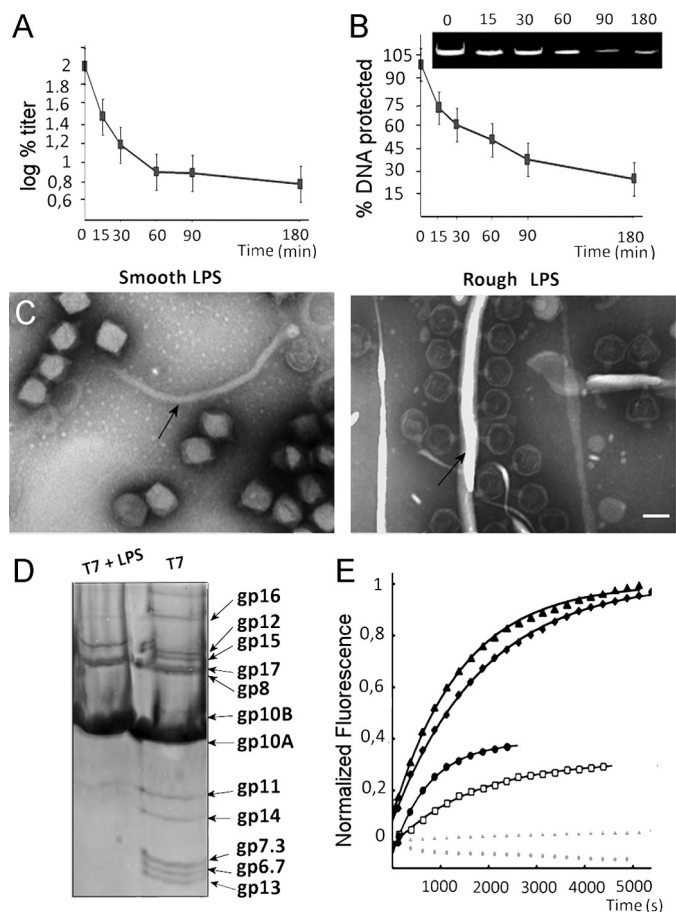 A
log % titer
2
1.8
1.6
1.4
1,2
1
0,8
0,6
0 15 30 60 90 180
Time (min)
B
0 15 30 60 90 180
% DNA protected
105
90
75
60
45
30
15
0 15 30 60 90 180
Time (min)
Smooth LPS
Rough LPS
C
D
T7 + LPS T7
gp16
gp12
gp15
gp17
gp8
gp10B
gp10A
gp11
gp14
gp7.3
gp6.7
gp13
E
Normalized Fluorescence
1
0,8
0,6
0,4
0,2
0
1000 2000 3000 4000 5000
Time (s)